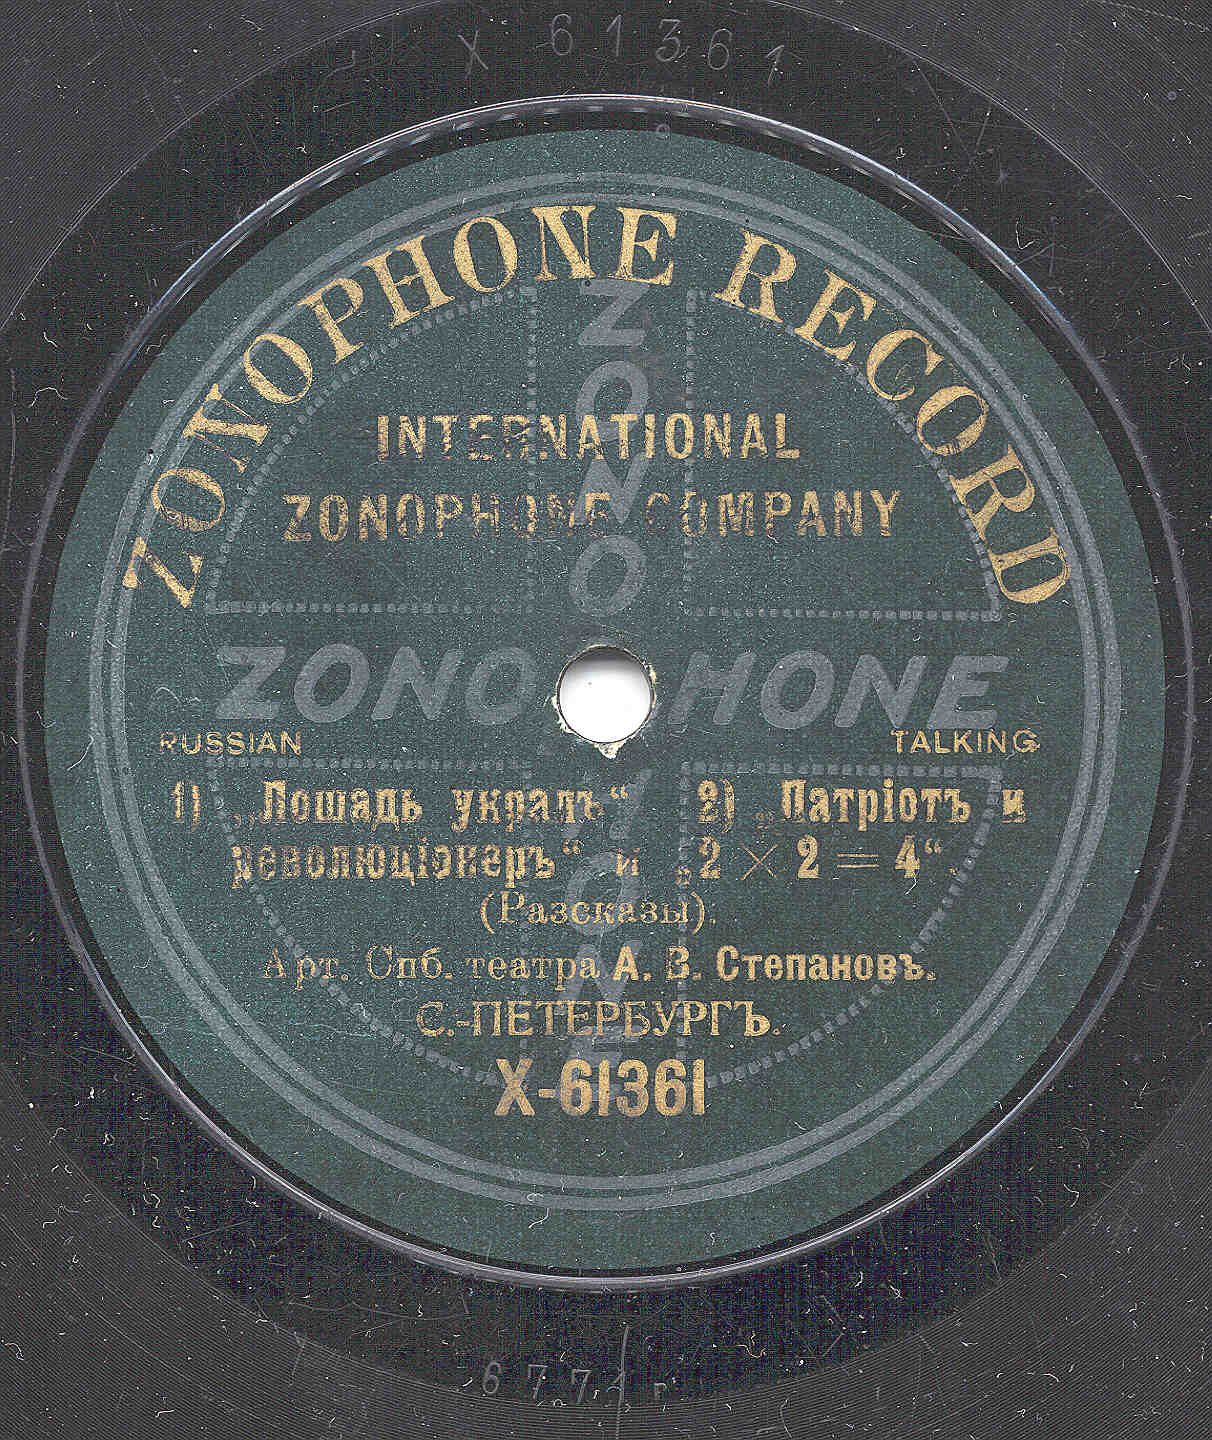 X 61361
ZONOPHONE RECORD
INTERNATIONAL
ZONOPHONE COMPANY
ZONOPHONE
ZONOPHONE
RUSSIAN TALKING
1) „Лошадь укралъ“ 2) „Патріотъ и
революціонеръ“ и „2 × 2 = 4“.
(Разсказы).
Арт. Спб. театра А. В. Степановъ.
С.-ПЕТЕРБУРГЪ.
X-61361